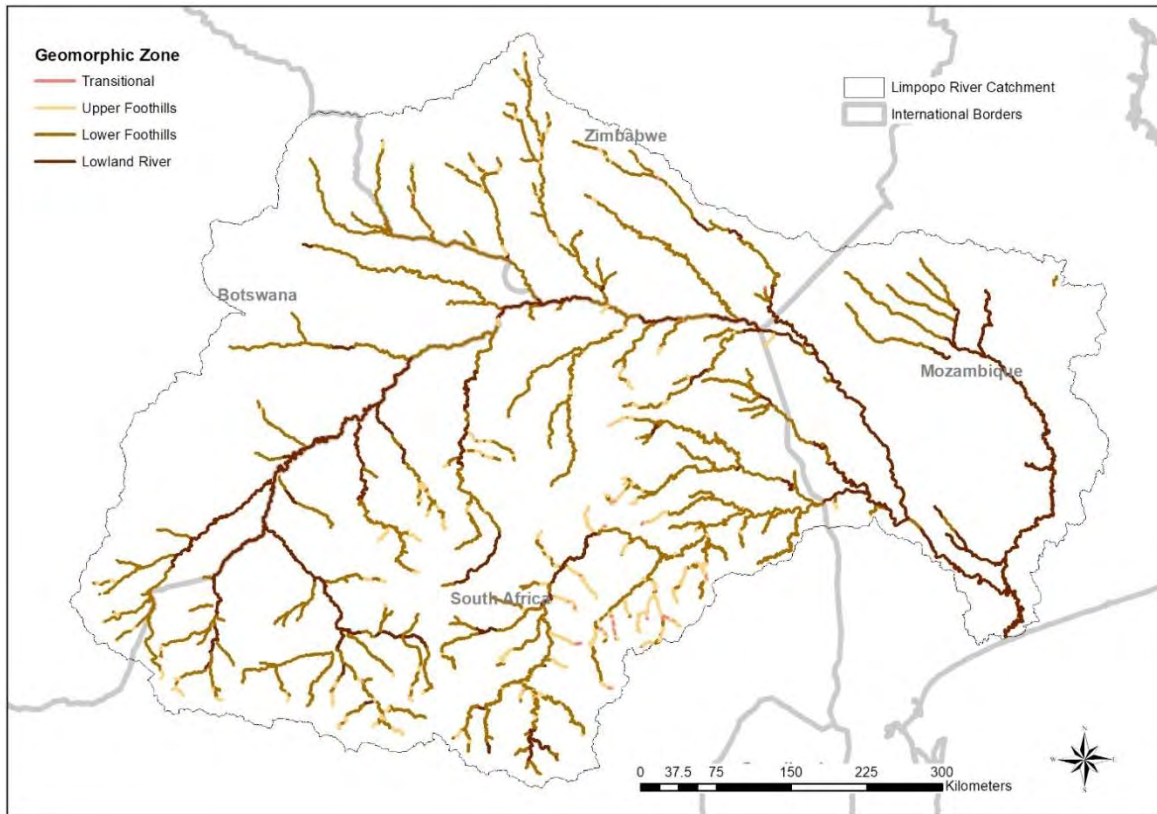 Geomorphic Zone
Transitional
Upper Foothills
Lower Foothills
Lowland River
Limpopo River Catchment
International Borders
Zimbabwe
Botswana
Mozambique
South Africa
N
W
E
S
0 37.5 75 150 225 300
Kilometers